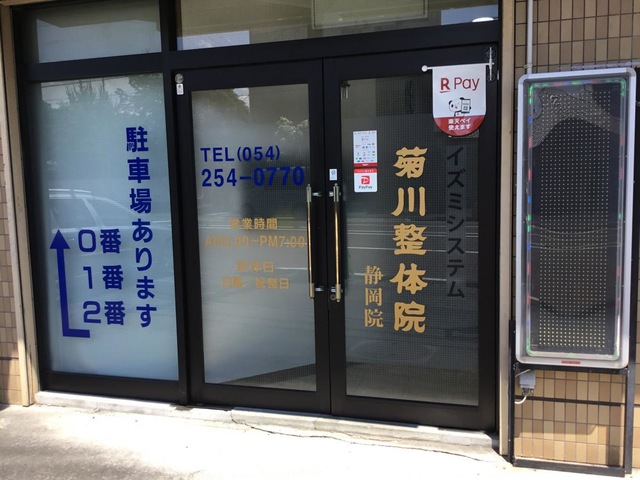 駐車場あります
0番
1番
2番
TEL(054)
254-0770
営業時間
PM7:00
定休日
R Pay
楽天ペイ
使えます
PayPay
イズミシステム
菊川整体院
静岡院